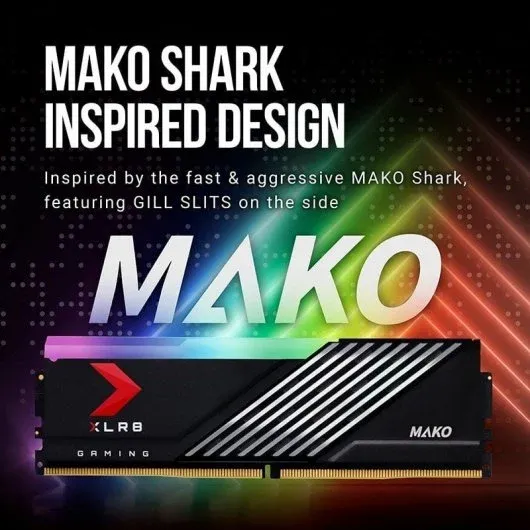 MAKO SHARK
INSPIRED DESIGN
Inspired by the fast & aggressive MAKO Shark,
featuring GILL SLITS on the side
MAKO
XLR8
GAMING
MAKO